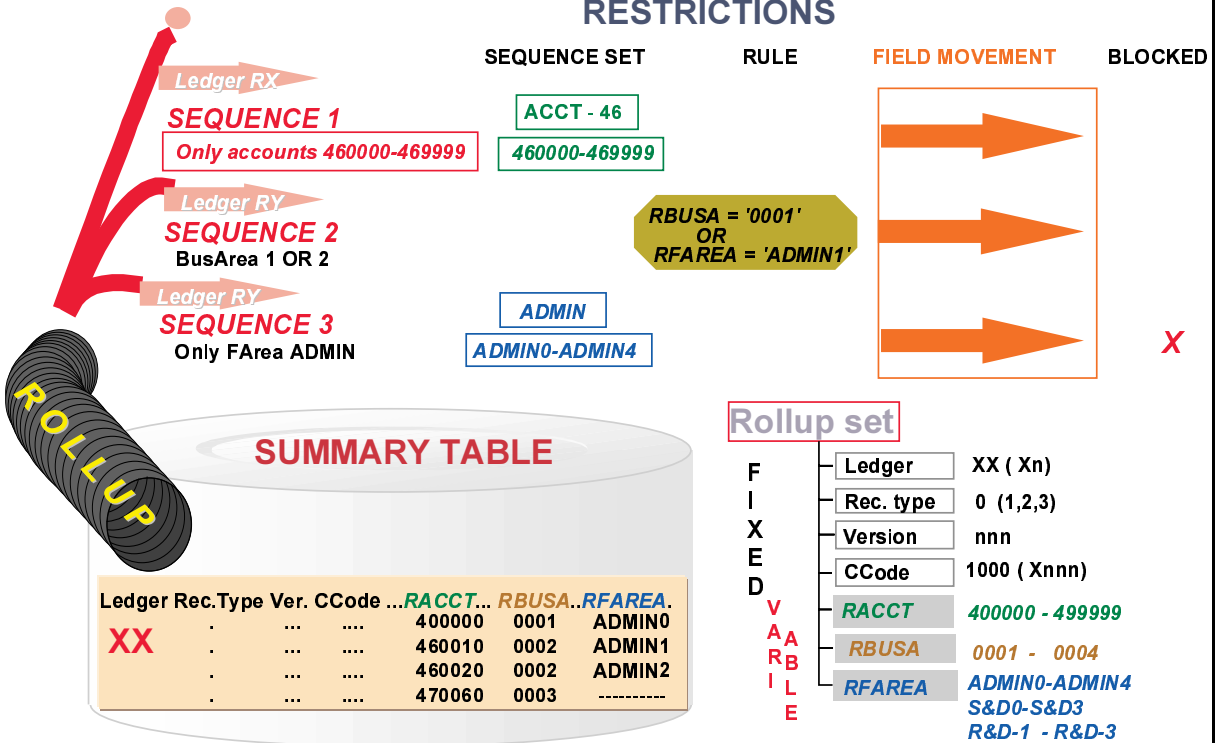 RESTRICTIONS
SEQUENCE SET RULE FIELD MOVEMENT BLOCKED
Ledger RX
SEQUENCE 1
Only accounts 460000-469999
ACCT - 46
460000-469999
Ledger RY
SEQUENCE 2
BusArea 1 OR 2
RBUSA = '0001'
OR
RFAREA = 'ADMIN1'
Ledger RY
SEQUENCE 3
Only FArea ADMIN
ADMIN
ADMIN0-ADMIN4
X
ROLLUP
SUMMARY TABLE
Ledger Rec.Type Ver. CCode ...RACCT... RBUSA..RFAREA.
XX . ... .... 400000 0001 ADMIN0
. ... .... 460010 0002 ADMIN1
. ... .... 460020 0002 ADMIN2
. ... .... 470060 0003 ----------
Rollup set
FIXED
Ledger XX ( Xn)
Rec. type 0 (1,2,3)
Version nnn
CCode 1000 ( Xnnn)
VARIABLE
RACCT 400000 - 499999
RBUSA 0001 - 0004
RFAREA ADMIN0-ADMIN4
S&D0-S&D3
R&D-1 - R&D-3